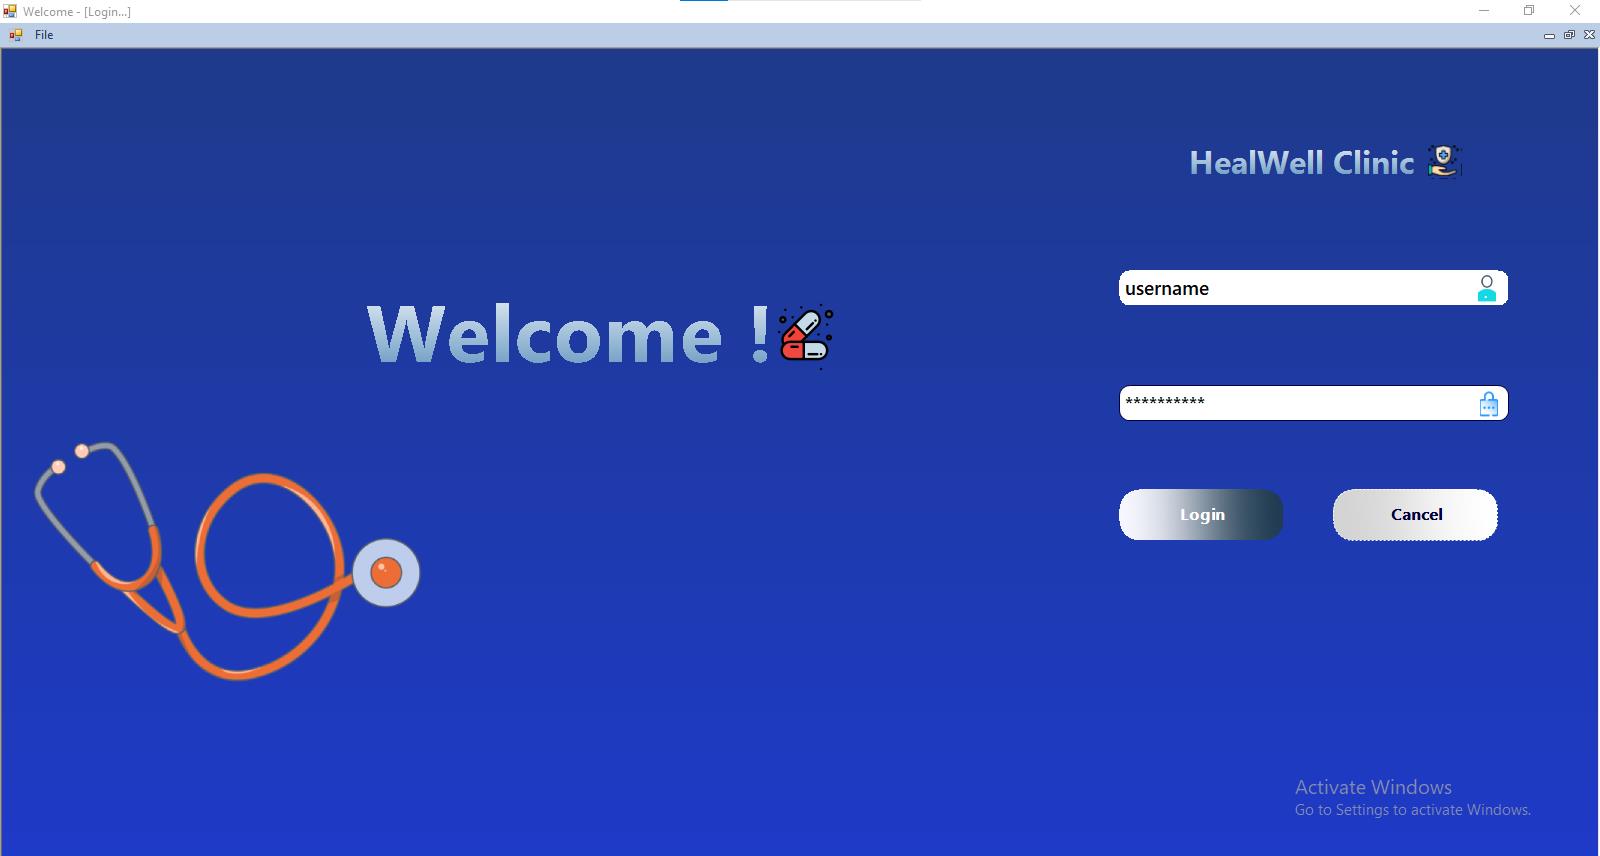 Welcome - [Login...]
File
HealWell Clinic
Welcome !
username
**********
Login
Cancel
Activate Windows
Go to Settings to activate Windows.